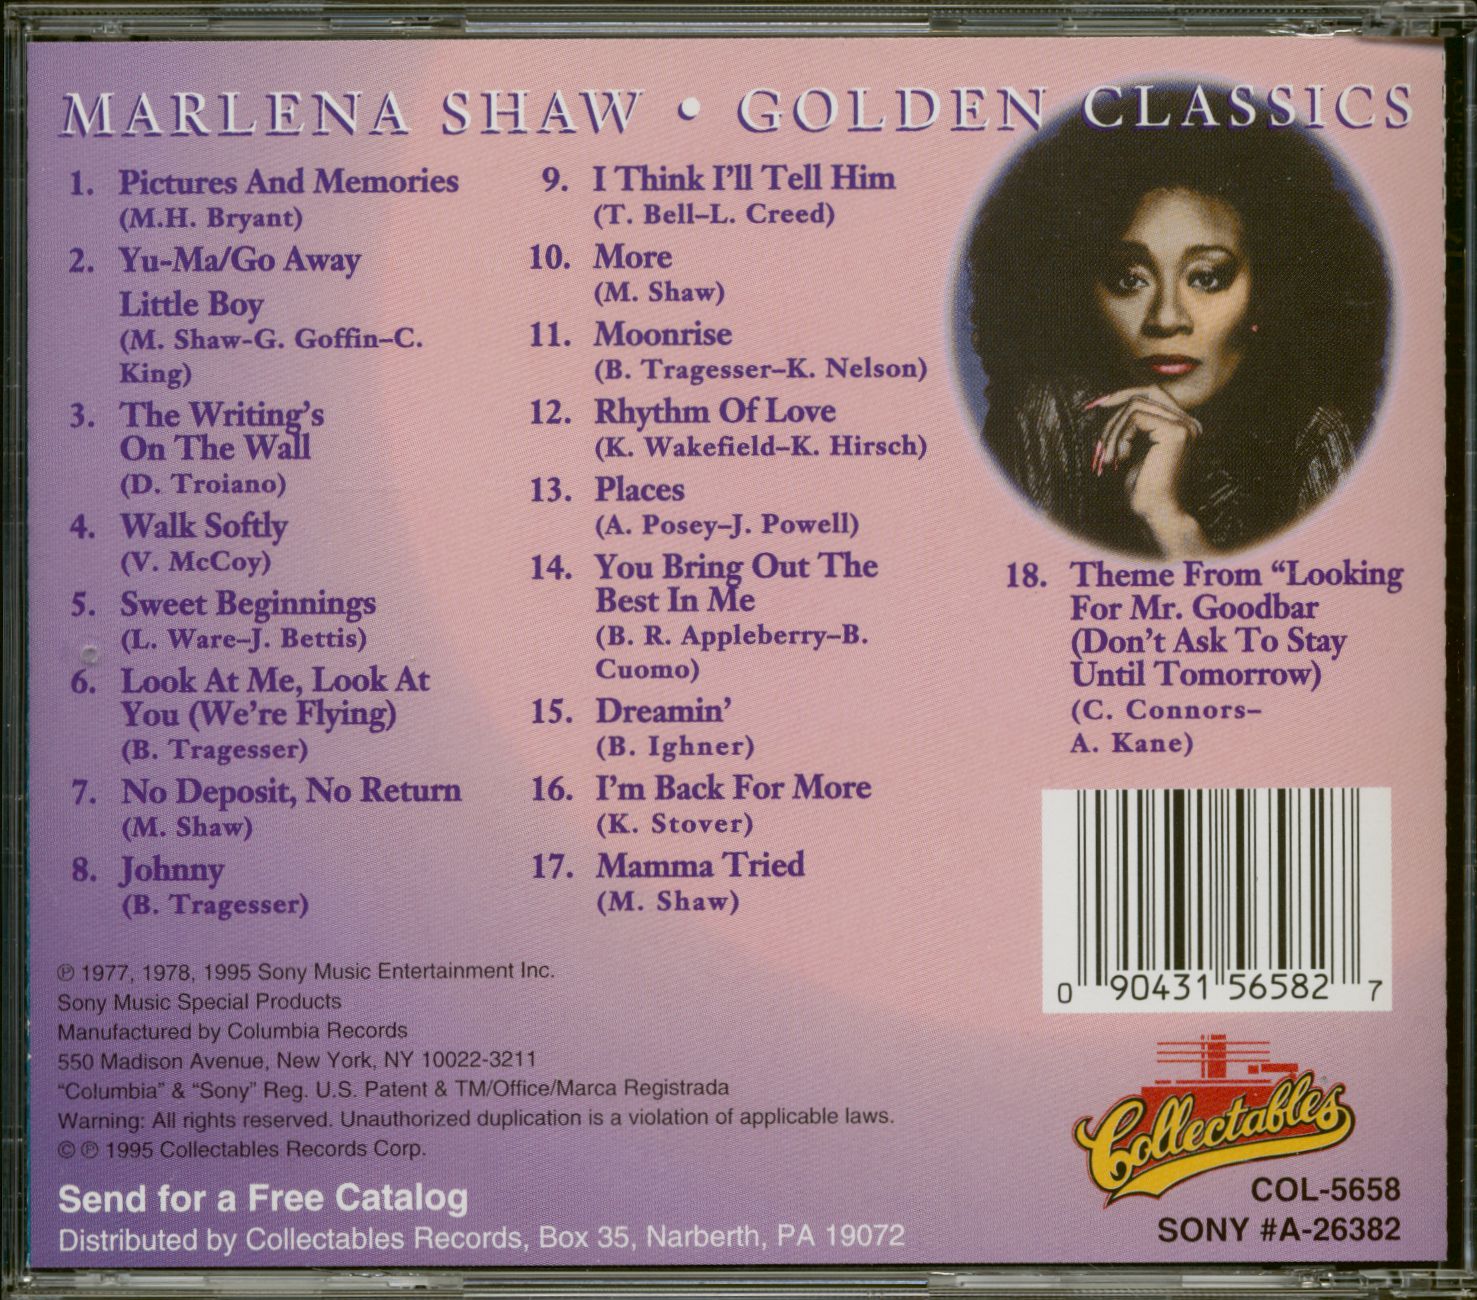 MARLENA SHAW • GOLDEN CLASSICS
1. Pictures And Memories
(M.H. Bryant)
2. Yu-Ma/Go Away
Little Boy
(M. Shaw-G. Goffin–C.
King)
3. The Writing's
On The Wall
(D. Troiano)
4. Walk Softly
(V. McCoy)
5. Sweet Beginnings
(L. Ware–J. Bettis)
6. Look At Me, Look At
You (We're Flying)
(B. Tragesser)
7. No Deposit, No Return
(M. Shaw)
8. Johnny
(B. Tragesser)
9. I Think I'll Tell Him
(T. Bell–L. Creed)
10. More
(M. Shaw)
11. Moonrise
(B. Tragesser–K. Nelson)
12. Rhythm Of Love
(K. Wakefield–K. Hirsch)
13. Places
(A. Posey–J. Powell)
14. You Bring Out The
Best In Me
(B. R. Appleberry–B.
Cuomo)
15. Dreamin'
(B. Ighner)
16. I'm Back For More
(K. Stover)
17. Mamma Tried
(M. Shaw)
18. Theme From “Looking
For Mr. Goodbar
(Don't Ask To Stay
Until Tomorrow)
(C. Connors–
A. Kane)
0 90431 56582 7
℗ 1977, 1978, 1995 Sony Music Entertainment Inc.
Sony Music Special Products
Manufactured by Columbia Records
550 Madison Avenue, New York, NY 10022-3211
“Columbia” & “Sony” Reg. U.S. Patent & TM/Office/Marca Registrada
Warning: All rights reserved. Unauthorized duplication is a violation of applicable laws.
© ℗ 1995 Collectables Records Corp.
Send for a Free Catalog
Distributed by Collectables Records, Box 35, Narberth, PA 19072
Collectables®
COL-5658
SONY #A-26382